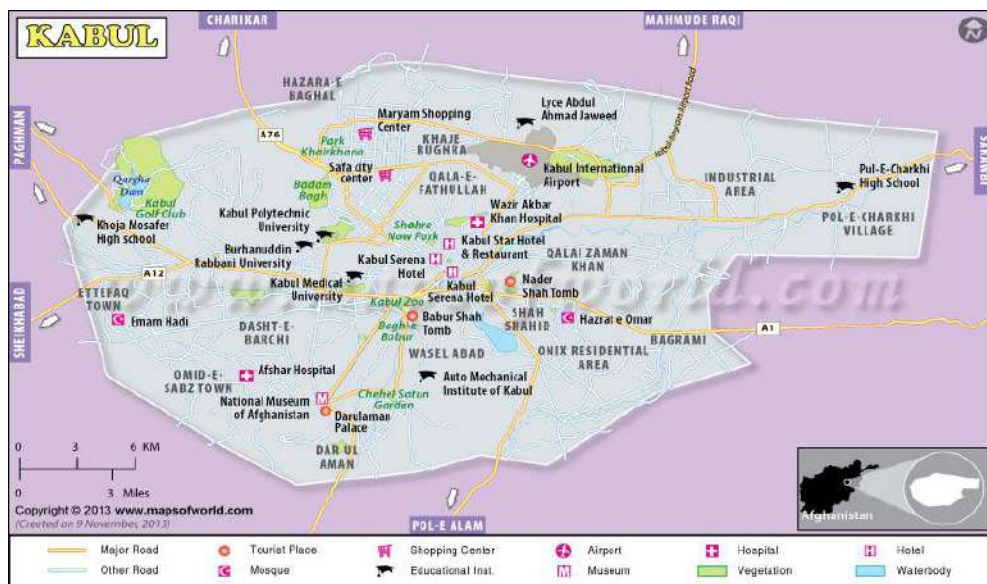 KABUL
CHARIKAR
MAHMUDE RAQI
N
PAGHMAN
HAZARA-E
BAGHAL
Maryam Shopping
Center
Lyce Abdul
Ahmad Jaweed
A76
Park
Khairkhana
KHAJE
BUGHRA
Kabul International
Airport
Safa city
center
Badam
Bagh
QALA-E-
FATHULLAH
INDUSTRIAL
AREA
Pul-E-Charkhi
High School
Qargha
Kabul
Golf Club
Khoja Mosafer
High school
Kabul Polytechnic
University
Shahre
Now Park
Wazir Akbar
Khan Hospital
POL-E-CHARKHI
VILLAGE
Burhanuddin
Rabbani University
Kabul Star Hotel
& Restaurant
Kabul Serena
Hotel
QALAI ZAMAN
KHAN
A12
Kabul Medical
University
Kabul
Serena Hotel
Nader
Shah Tomb
SHEKHABAD
ETTEFAQ
TOWN
Emam Hadi
Kabul Zoo
Babur Shah
Tomb
SHAH
SHAHID
Hazrat e Omar
A1
BAGRAMI
DASHT-E-
BARCHI
Bagh-e
Babur
WASEL ABAD
ONIX RESIDENTIAL
AREA
OMID-E-
SABZ TOWN
Afshar Hospital
Auto Mechanical
Institute of Kabul
National Museum
of Afghanistan
Chehel Satun
Garden
Darulaman
Palace
DAR UL
AMAN
0 3 6 KM
0 3 Miles
Copyright © 2013 www.mapsofworld.com
(Created on 9 November, 2013)
POL-E ALAM
Afghanistan
Major Road
Tourist Place
Shopping Center
Airport
Hospital
Hotel
Other Road
Mosque
Educational Inst.
Museum
Vegetation
Waterbody